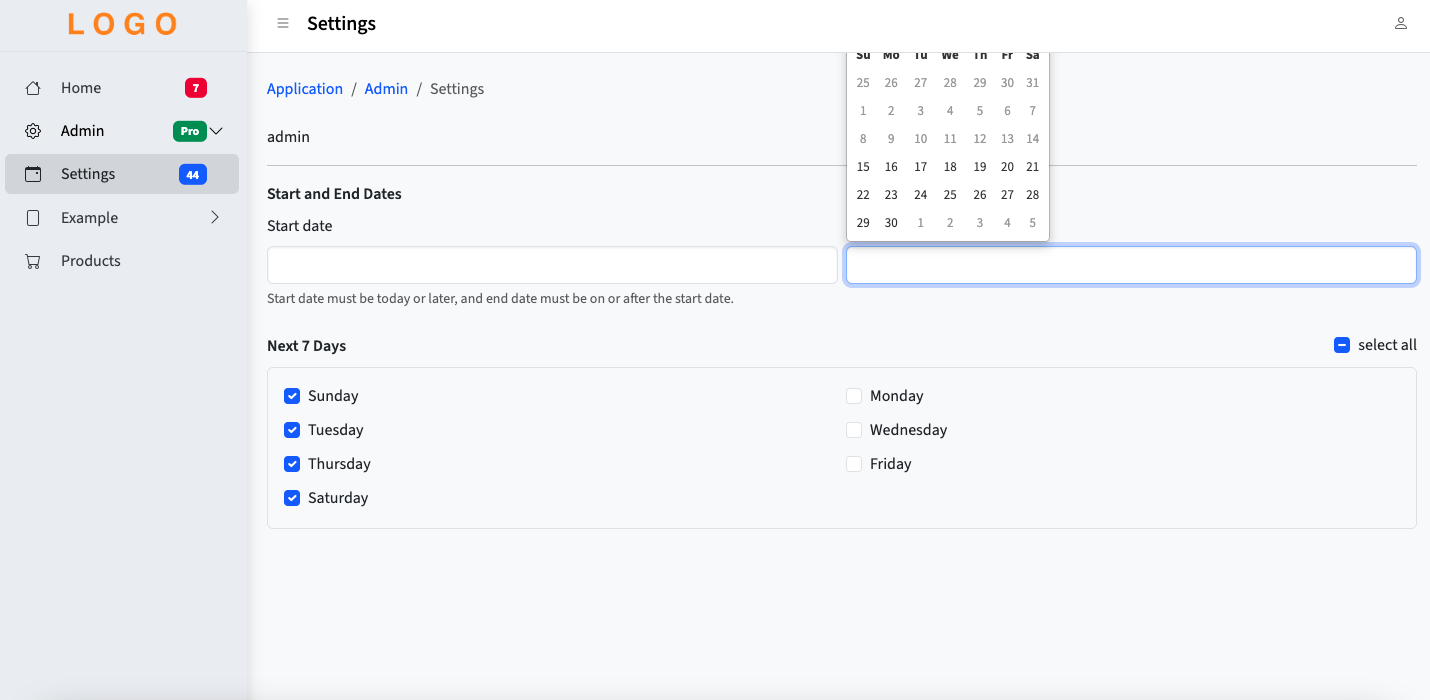 LOGO
Settings
Home 7
Admin Pro
Settings 44
Example
Products
Application / Admin / Settings
admin
Start and End Dates
Start date
Su Mo Tu We Th Fr Sa
25 26 27 28 29 30 31
1 2 3 4 5 6 7
8 9 10 11 12 13 14
15 16 17 18 19 20 21
22 23 24 25 26 27 28
29 30 1 2 3 4 5
Start date must be today or later, and end date must be on or after the start date.
Next 7 Days
select all
Sunday
Monday
Tuesday
Wednesday
Thursday
Friday
Saturday